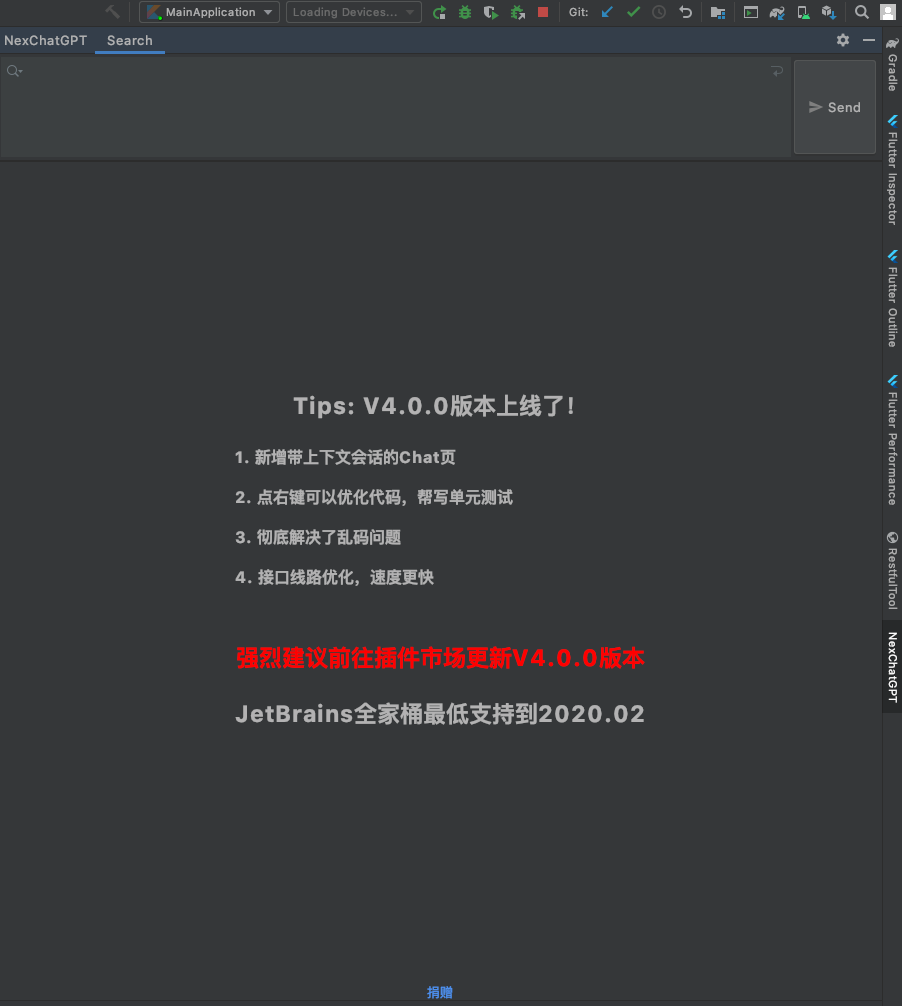 MainApplication
Loading Devices...
Git:
NexChatGPT
Search
Send
Gradle
Flutter Inspector
Flutter Outline
Flutter Performance
RestfulTool
NexChatGPT
Tips: V4.0.0版本上线了!
1. 新增带上下文会话的Chat页
2. 点右键可以优化代码，帮写单元测试
3. 彻底解决了乱码问题
4. 接口线路优化，速度更快
强烈建议前往插件市场更新V4.0.0版本
JetBrains全家桶最低支持到2020.02
捐赠